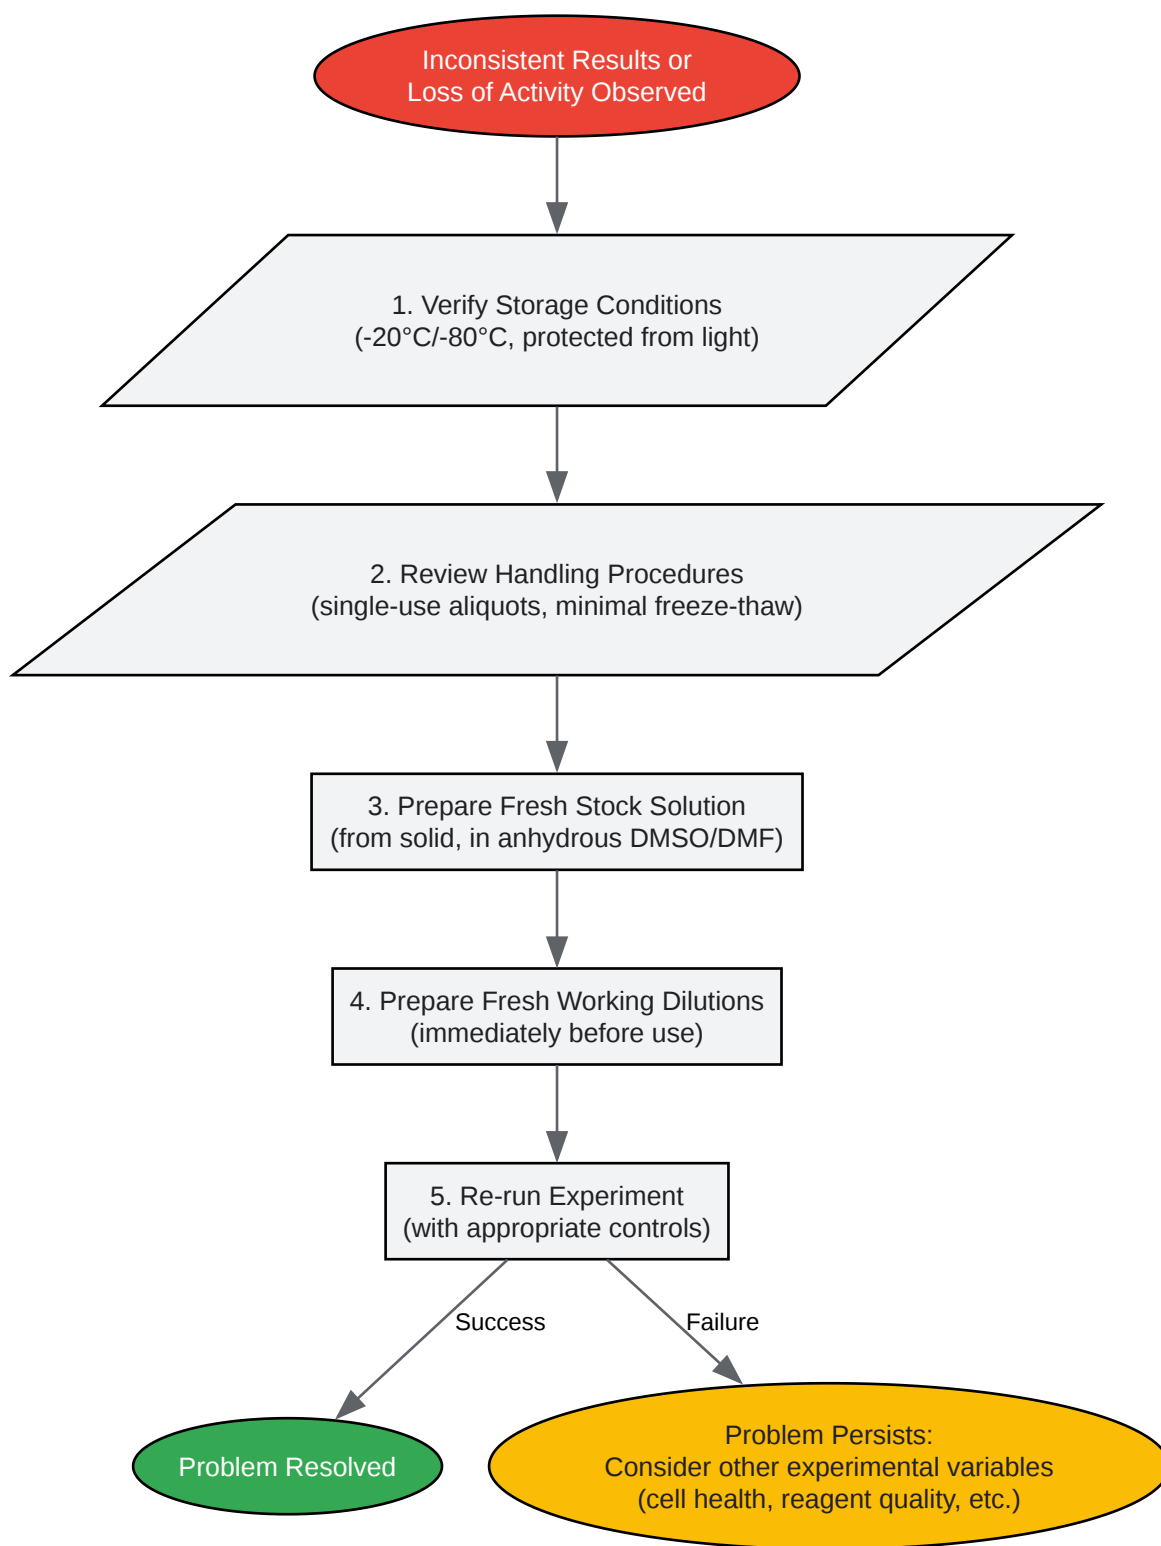 Inconsistent Results or
Loss of Activity Observed
1. Verify Storage Conditions
(-20°C/-80°C, protected from light)
2. Review Handling Procedures
(single-use aliquots, minimal freeze-thaw)
3. Prepare Fresh Stock Solution
(from solid, in anhydrous DMSO/DMF)
4. Prepare Fresh Working Dilutions
(immediately before use)
5. Re-run Experiment
(with appropriate controls)
Success
Failure
Problem Resolved
Problem Persists:
Consider other experimental variables
(cell health, reagent quality, etc.)